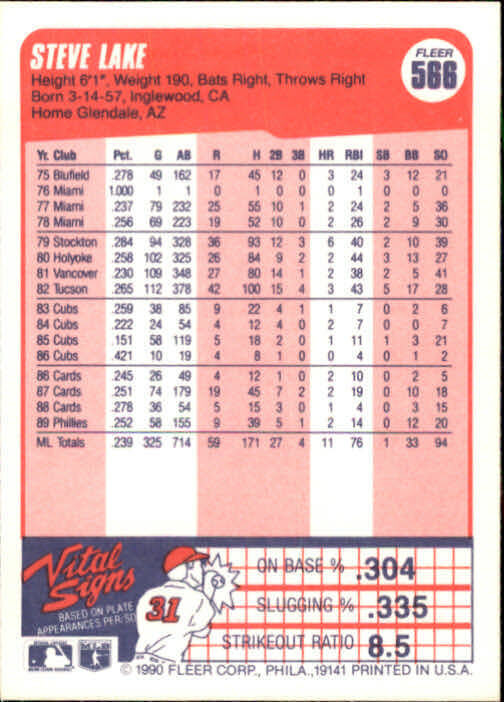 STEVE LAKE
FLEER
566
Height 6'1", Weight 190, Bats Right, Throws Right
Born 3-14-57, Inglewood, CA
Home Glendale, AZ
Yr. Club Pct. G AB R H 2B 3B HR RBI SB BB SO
75 Blufield .278 49 162 17 45 12 0 3 24 3 12 21
76 Miami 1.000 1 1 0 1 0 0 0 0 0 0 0
77 Miami .237 79 232 25 55 10 1 2 24 2 5 36
78 Miami .256 69 223 19 52 10 0 2 26 2 9 30
79 Stockton .284 94 328 36 93 12 3 6 40 2 10 39
80 Holyoke .258 102 325 26 84 9 2 2 44 3 13 27
81 Vancover .230 109 348 27 80 14 1 2 38 2 5 41
82 Tucson .265 112 378 42 100 15 4 3 43 5 17 28
83 Cubs .259 38 85 9 22 4 1 1 7 0 2 6
84 Cubs .222 24 54 4 12 4 0 2 7 0 0 7
85 Cubs .151 58 119 5 18 2 0 1 11 1 3 21
86 Cubs .421 10 19 4 8 1 0 0 4 0 1 2
86 Cards .245 26 49 4 12 1 0 2 10 0 2 5
87 Cards .251 74 179 19 45 7 2 2 19 0 10 18
88 Cards .278 36 54 5 15 3 0 1 4 0 3 15
89 Phillies .252 58 155 9 39 5 1 2 14 0 12 20
ML Totals .239 325 714 59 171 27 4 11 76 1 33 94
Vital Signs
BASED ON PLATE
APPEARANCES PER/50
31
ON BASE % .304
SLUGGING % .335
STRIKEOUT RATIO 8.5
© 1990 FLEER CORP., PHILA., 19141 PRINTED IN U.S.A.